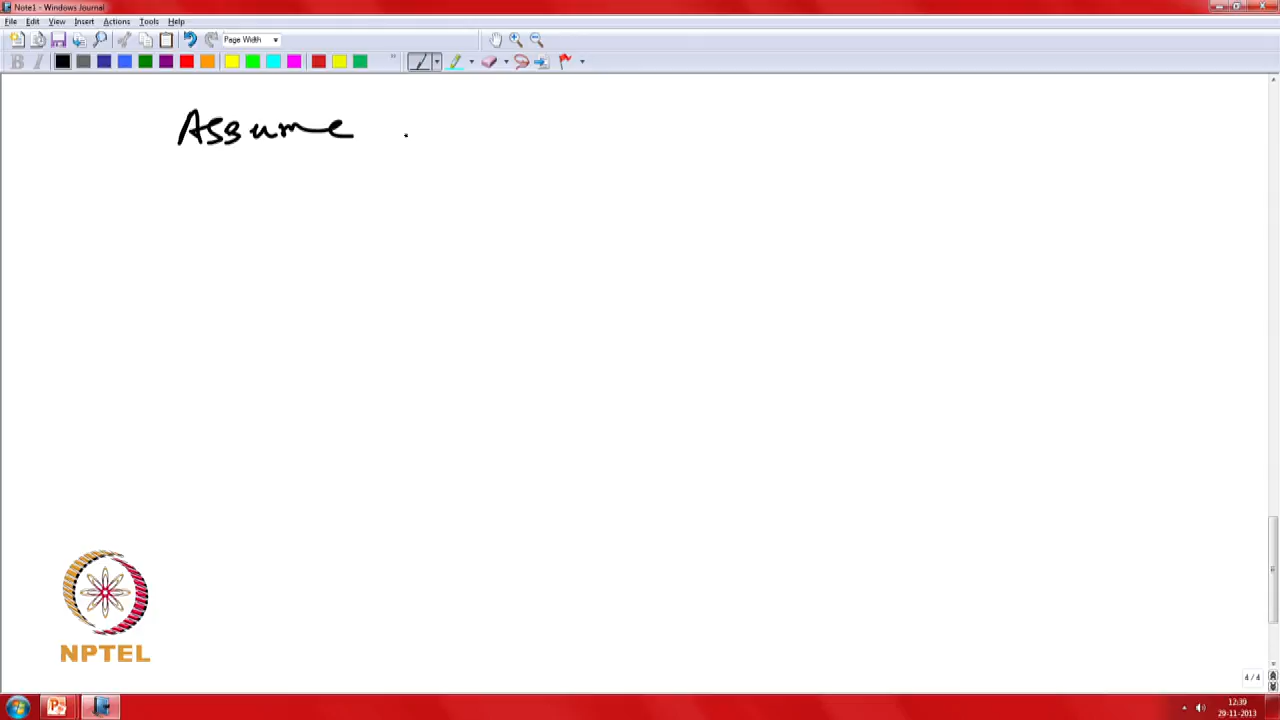 Note1 - Windows Journal
File Edit View Insert Actions Tools Help
Page Width
B I
Assume
NPTEL
4 / 4
12:39
29-11-2013